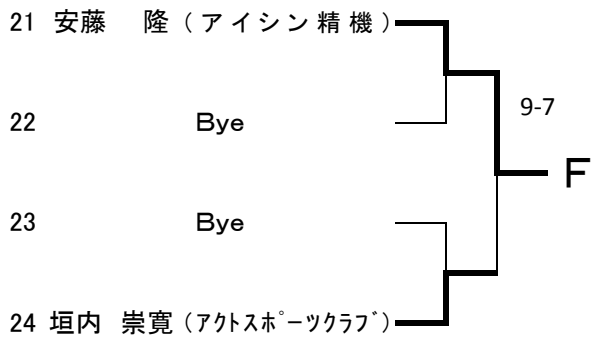 21 安藤　隆（アイシン精機）
9-7
22 Bye
F
23 Bye
24 垣内 崇寛（ｱｸﾄｽﾎﾟｰﾂｸﾗﾌﾞ）